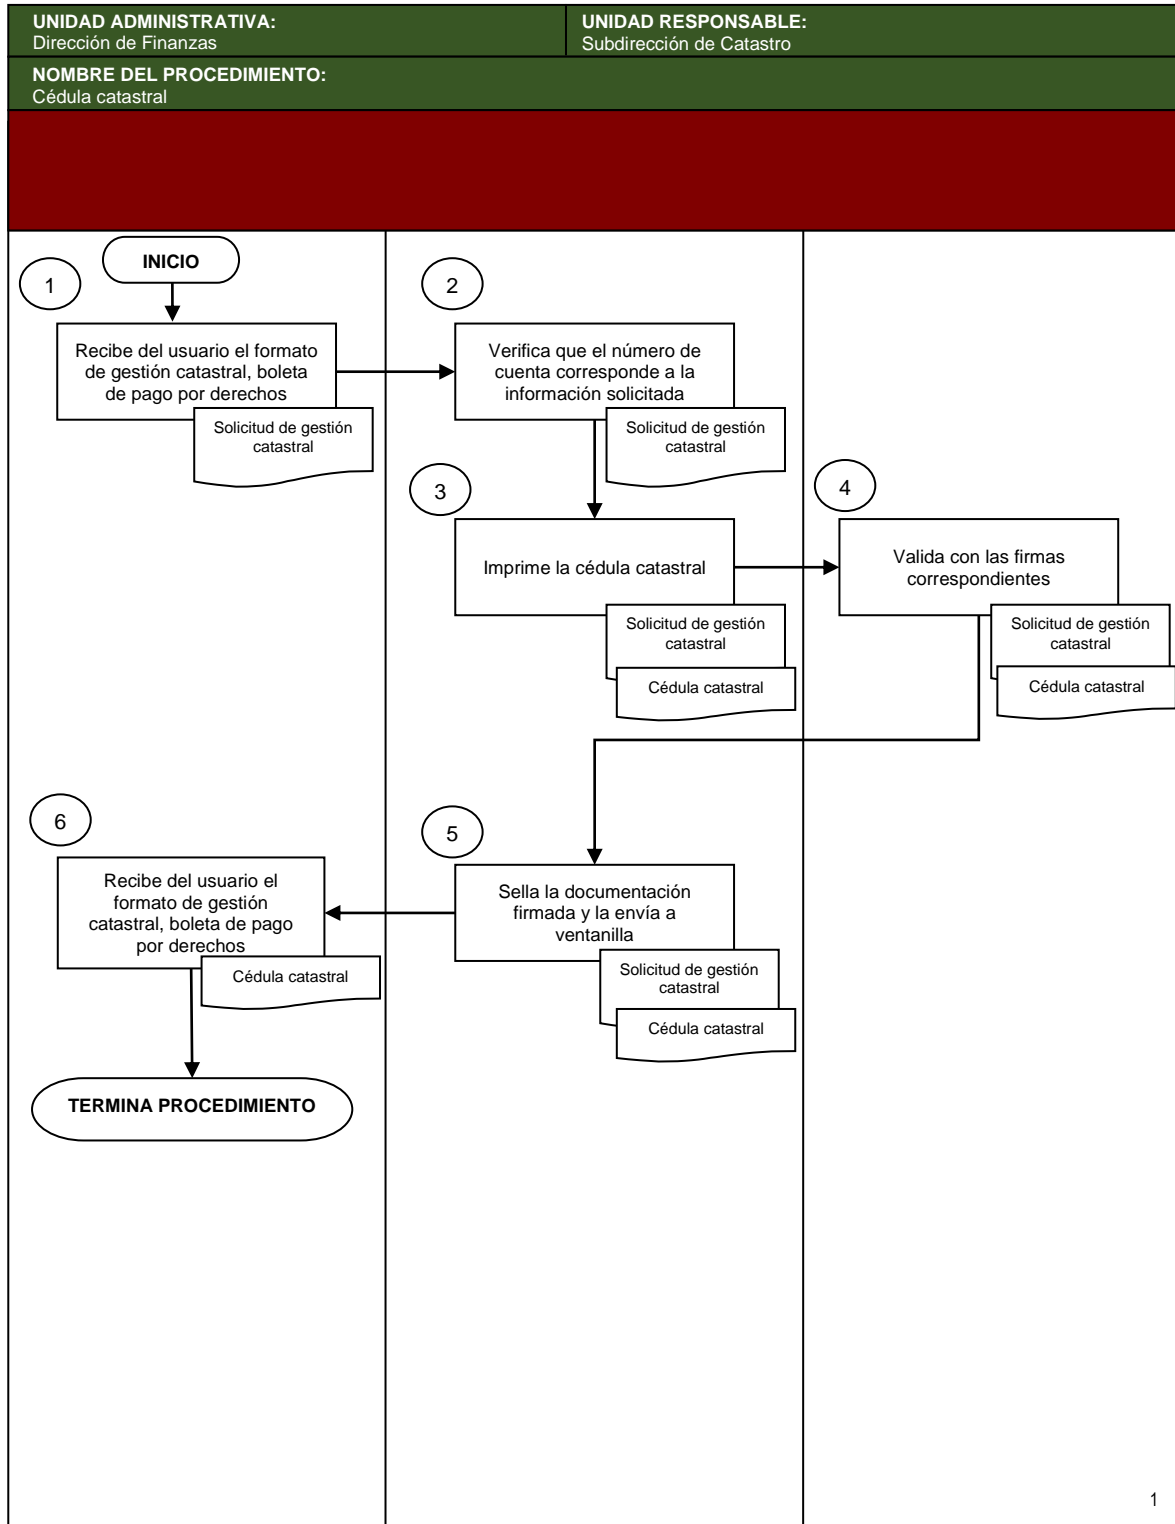 UNIDAD ADMINISTRATIVA:
Dirección de Finanzas
UNIDAD RESPONSABLE:
Subdirección de Catastro
NOMBRE DEL PROCEDIMIENTO:
Cédula catastral
INICIO
1
Recibe del usuario el formato
de gestión catastral, boleta
de pago por derechos
Solicitud de gestión
catastral
2
Verifica que el número de
cuenta corresponde a la
información solicitada
Solicitud de gestión
catastral
3
Imprime la cédula catastral
Solicitud de gestión
catastral
Cédula catastral
4
Valida con las firmas
correspondientes
Solicitud de gestión
catastral
Cédula catastral
5
Sella la documentación
firmada y la envía a
ventanilla
Solicitud de gestión
catastral
Cédula catastral
6
Recibe del usuario el
formato de gestión
catastral, boleta de pago
por derechos
Cédula catastral
TERMINA PROCEDIMIENTO
1